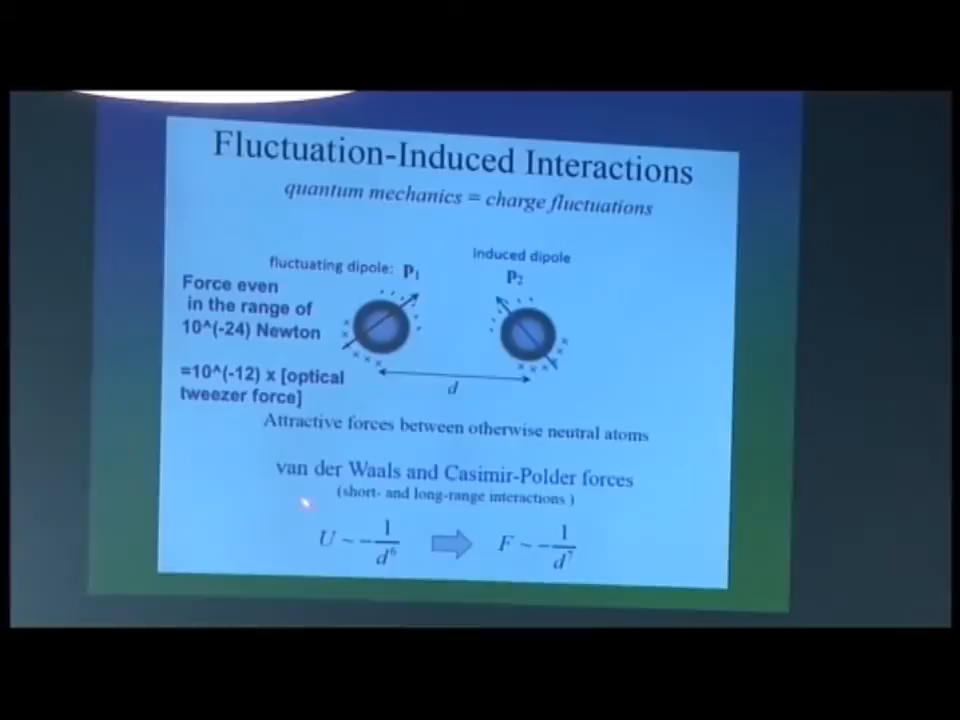 Fluctuation-Induced Interactions
quantum mechanics = charge fluctuations
fluctuating dipole: P₁
induced dipole
P₂
Force even
in the range of
10^(-24) Newton
=10^(-12) x [optical
tweezer force]
d
Attractive forces between otherwise neutral atoms
van der Waals and Casimir-Polder forces
(short- and long-range interactions )
U ~ - 1/d⁶ F ~ - 1/d⁷